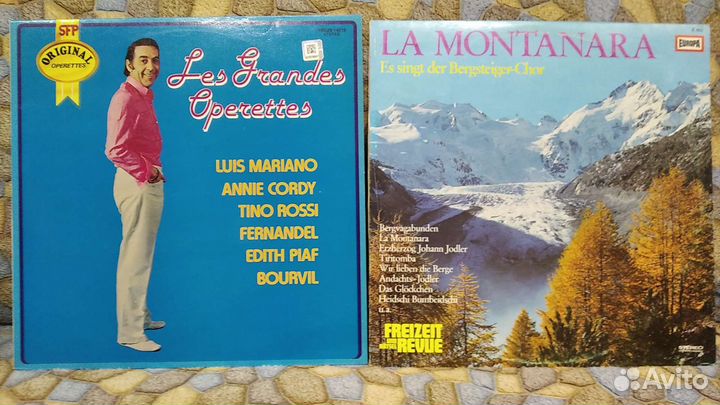 SFP
ORIGINAL
OPERETTES
STEREO
Les Grandes
Operettes
LUIS MARIANO
ANNIE CORDY
TINO ROSSI
FERNANDEL
EDITH PIAF
BOURVIL
LA MONTANARA
EUROPA
Es singt der Bergsteiger-Chor
Bergvagabunden
La Montanara
Erzherzog Johann Jodler
Tiritomba
Wir lieben die Berge
Andachts-Jodler
Das Glöckchen
Heidschi Bumbeidschi
u.a.
FREIZEIT
REVUE
STEREO
Avito